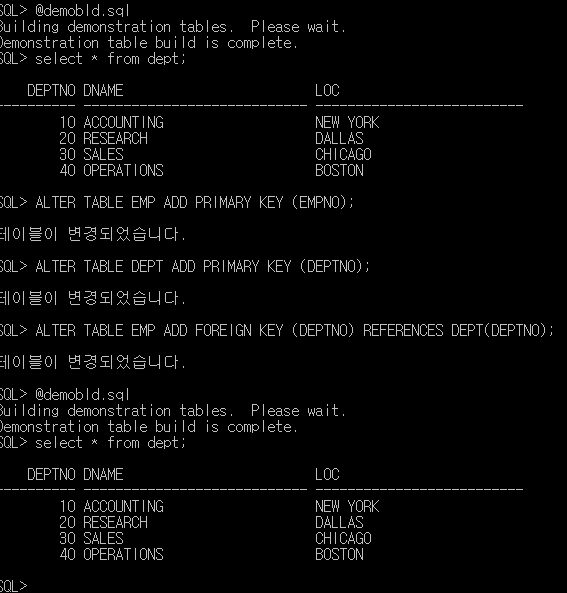 SQL> @demobld.sql
Building demonstration tables.  Please wait.
Demonstration table build is complete.
SQL> select * from dept;
    DEPTNO DNAME                        LOC
---------- ---------------------------- --------------------------
        10 ACCOUNTING                   NEW YORK
        20 RESEARCH                     DALLAS
        30 SALES                        CHICAGO
        40 OPERATIONS                   BOSTON
SQL> ALTER TABLE EMP ADD PRIMARY KEY (EMPNO);
테이블이 변경되었습니다.
SQL> ALTER TABLE DEPT ADD PRIMARY KEY (DEPTNO);
테이블이 변경되었습니다.
SQL> ALTER TABLE EMP ADD FOREIGN KEY (DEPTNO) REFERENCES DEPT(DEPTNO);
테이블이 변경되었습니다.
SQL> @demobld.sql
Building demonstration tables.  Please wait.
Demonstration table build is complete.
SQL> select * from dept;
    DEPTNO DNAME                        LOC
---------- ---------------------------- --------------------------
        10 ACCOUNTING                   NEW YORK
        20 RESEARCH                     DALLAS
        30 SALES                        CHICAGO
        40 OPERATIONS                   BOSTON
SQL>